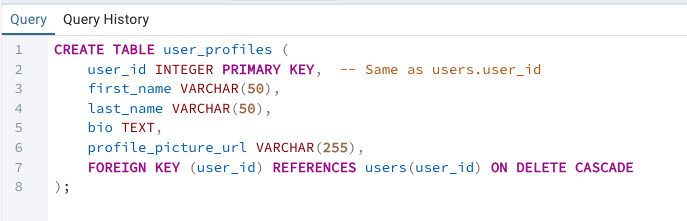 Query Query History
1 CREATE TABLE user_profiles (
2 user_id INTEGER PRIMARY KEY, -- Same as users.user_id
3 first_name VARCHAR(50),
4 last_name VARCHAR(50),
5 bio TEXT,
6 profile_picture_url VARCHAR(255),
7 FOREIGN KEY (user_id) REFERENCES users(user_id) ON DELETE CASCADE
8 );